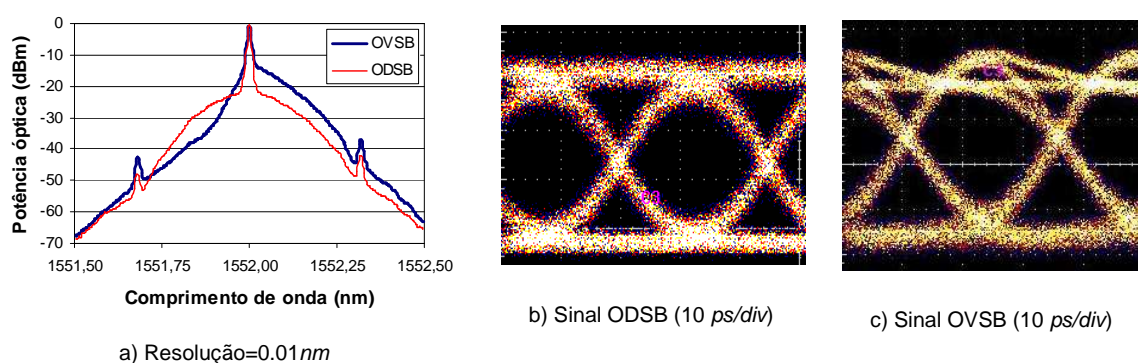 Potência óptica (dBm)
0
-10
-20
-30
-40
-50
-60
-70
OVSB
ODSB
1551,50 1551,75 1552,00 1552,25 1552,50
Comprimento de onda (nm)
a) Resolução=0.01nm
b) Sinal ODSB (10 ps/div)
c) Sinal OVSB (10 ps/div)